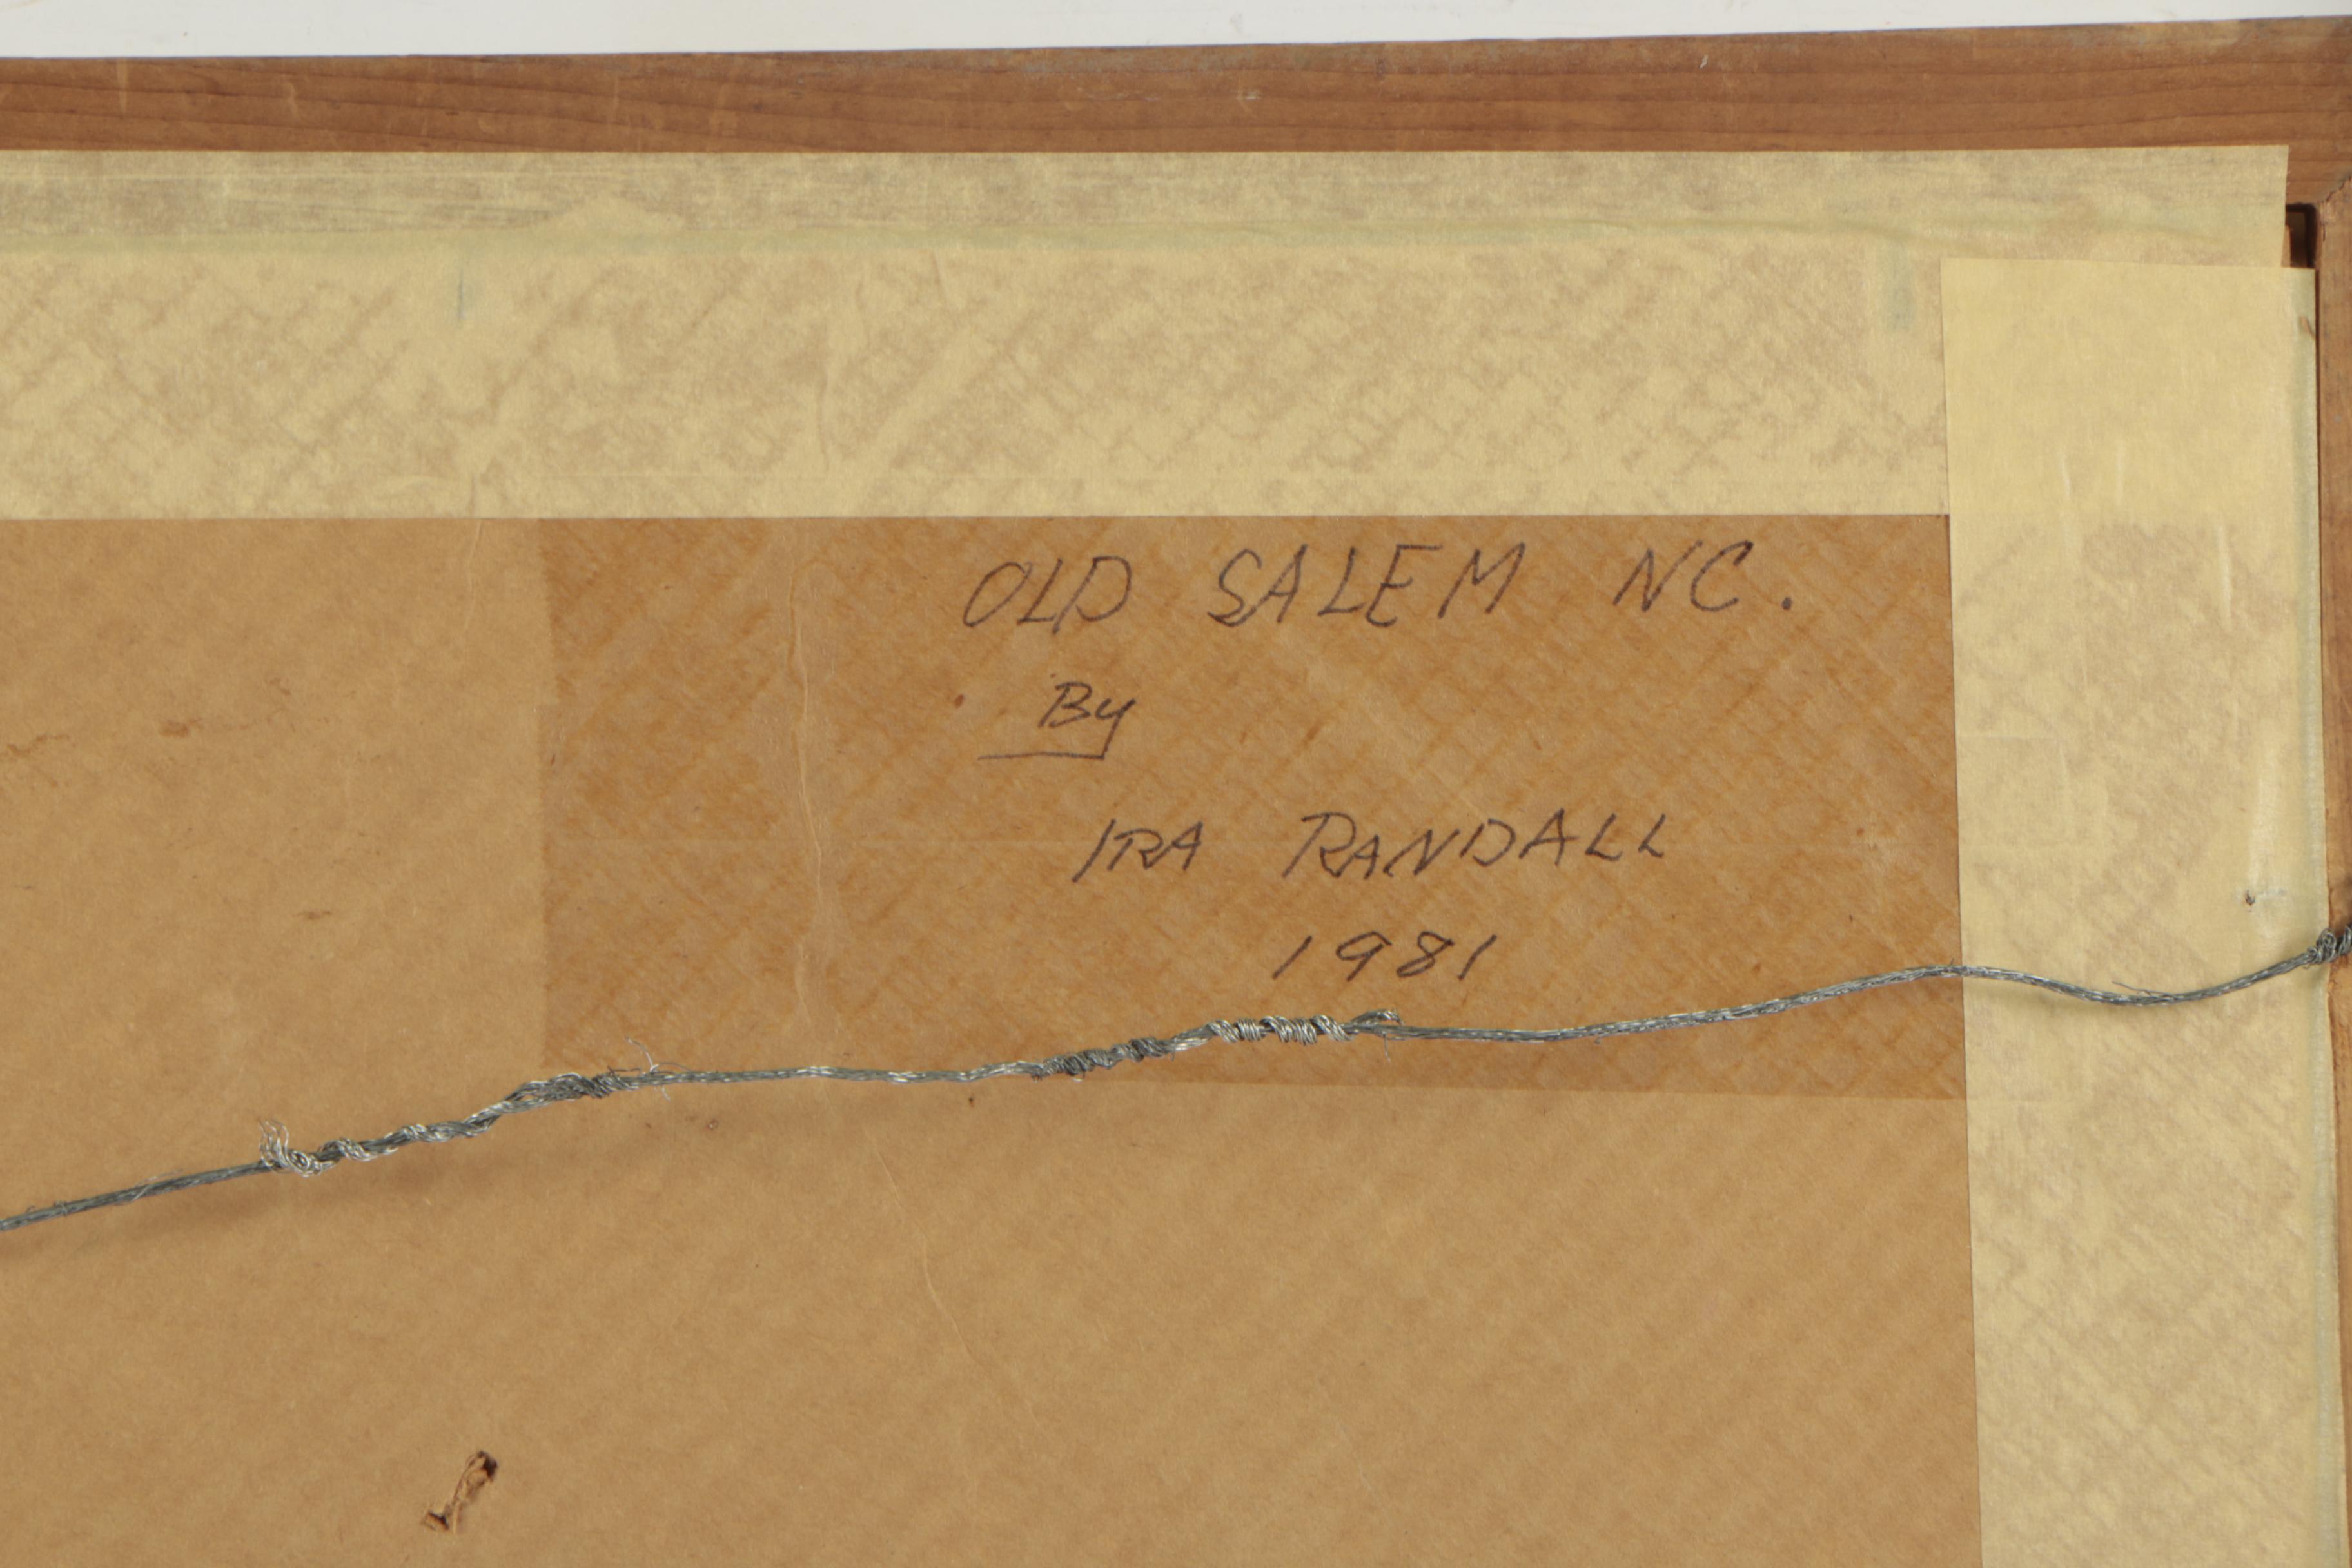 OLD SALEM NC.
By
IRA RANDALL
1981